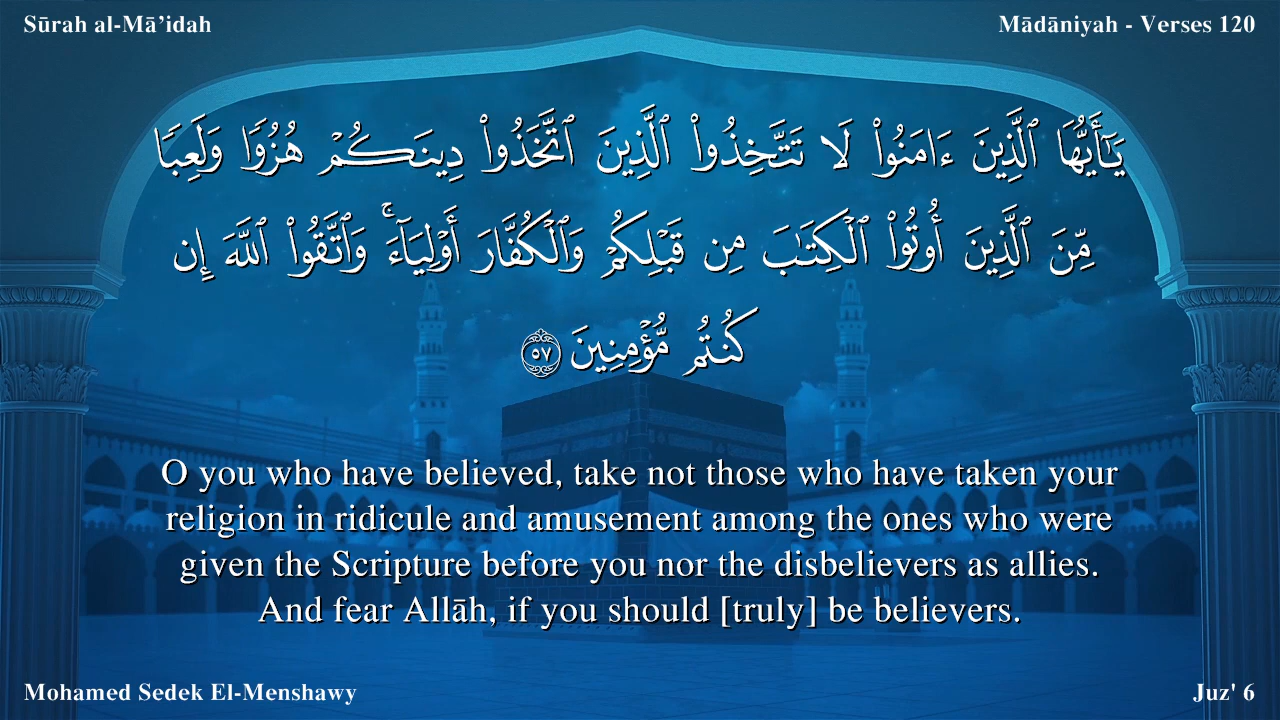 Sūrah al-Mā’idah
Mādāniyah - Verses 120
يَـٰٓأَيُّهَا ٱلَّذِينَ ءَامَنُوا۟ لَا تَتَّخِذُوا۟ ٱلَّذِينَ ٱتَّخَذُوا۟ دِينَكُمْ هُزُوًا وَلَعِبًا
مِّنَ ٱلَّذِينَ أُوتُوا۟ ٱلْكِتَـٰبَ مِن قَبْلِكُمْ وَٱلْكُفَّارَ أَوْلِيَآءَ ۚ وَٱتَّقُوا۟ ٱللَّهَ إِن
كُنتُم مُّؤْمِنِينَ ٥٧
O you who have believed, take not those who have taken your
religion in ridicule and amusement among the ones who were
given the Scripture before you nor the disbelievers as allies.
And fear Allāh, if you should [truly] be believers.
Mohamed Sedek El-Menshawy
Juz' 6